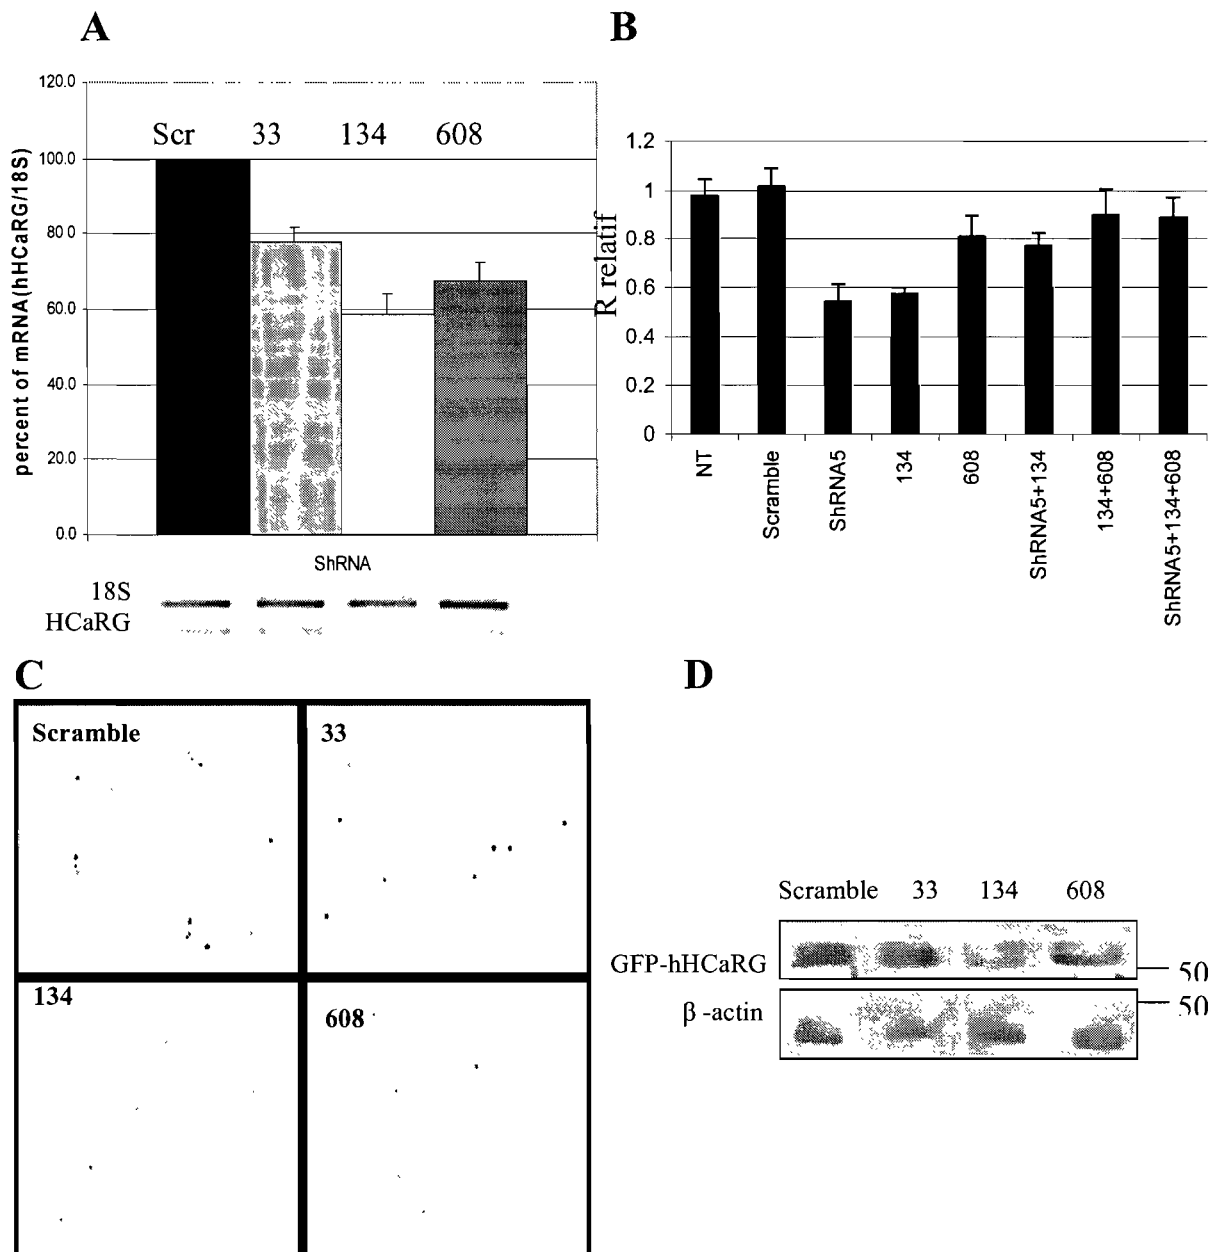 A
120.0
100.0
80.0
60.0
40.0
20.0
0.0
percent of mRNA(hHCaRG/18S)
Scr 33 134 608
ShRNA
18S
HCaRG
B
1.2
1
0.8
0.6
0.4
0.2
0
R relatif
NT
Scramble
ShRNA5
134
608
ShRNA5+134
134+608
ShRNA5+134+608
C
Scramble
33
134
608
D
Scramble 33 134 608
GFP-hHCaRG
50
β -actin
50